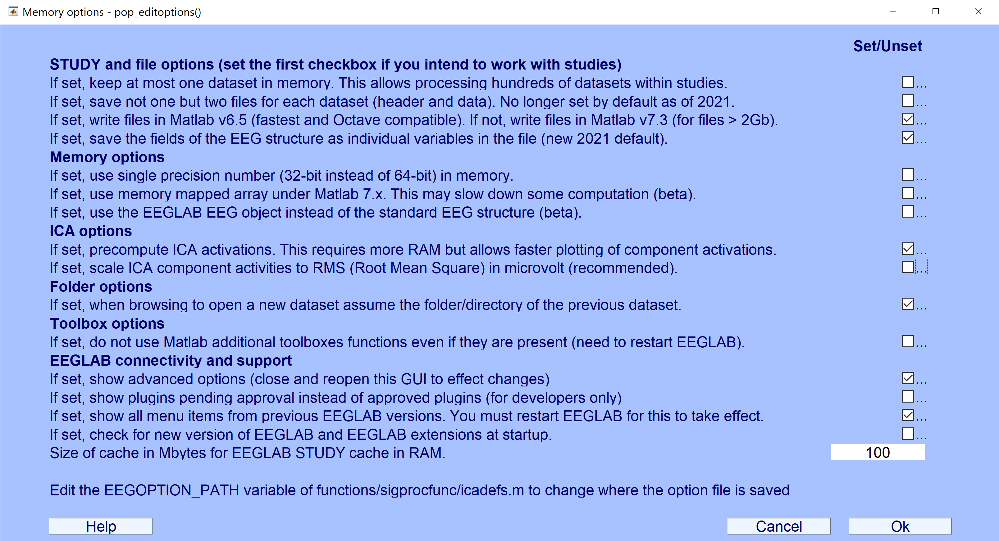 Memory options - pop_editoptions()
Set/Unset
STUDY and file options (set the first checkbox if you intend to work with studies)
If set, keep at most one dataset in memory. This allows processing hundreds of datasets within studies.
...
If set, save not one but two files for each dataset (header and data). No longer set by default as of 2021.
...
If set, write files in Matlab v6.5 (fastest and Octave compatible). If not, write files in Matlab v7.3 (for files > 2Gb).
...
If set, save the fields of the EEG structure as individual variables in the file (new 2021 default).
...
Memory options
If set, use single precision number (32-bit instead of 64-bit) in memory.
...
If set, use memory mapped array under Matlab 7.x. This may slow down some computation (beta).
...
If set, use the EEGLAB EEG object instead of the standard EEG structure (beta).
...
ICA options
If set, precompute ICA activations. This requires more RAM but allows faster plotting of component activations.
...
If set, scale ICA component activities to RMS (Root Mean Square) in microvolt (recommended).
...
Folder options
If set, when browsing to open a new dataset assume the folder/directory of the previous dataset.
...
Toolbox options
If set, do not use Matlab additional toolboxes functions even if they are present (need to restart EEGLAB).
...
EEGLAB connectivity and support
If set, show advanced options (close and reopen this GUI to effect changes)
...
If set, show plugins pending approval instead of approved plugins (for developers only)
...
If set, show all menu items from previous EEGLAB versions. You must restart EEGLAB for this to take effect.
...
If set, check for new version of EEGLAB and EEGLAB extensions at startup.
...
Size of cache in Mbytes for EEGLAB STUDY cache in RAM.
100
Edit the EEGOPTION_PATH variable of functions/sigprocfunc/icadefs.m to change where the option file is saved
Help
Cancel
Ok